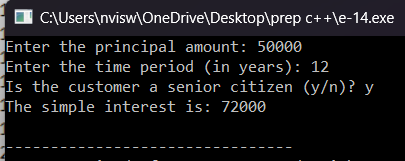 C:\Users\nvisw\OneDrive\Desktop\prep c++\e-14.exe
Enter the principal amount: 50000
Enter the time period (in years): 12
Is the customer a senior citizen (y/n)? y
The simple interest is: 72000
--------------------------------